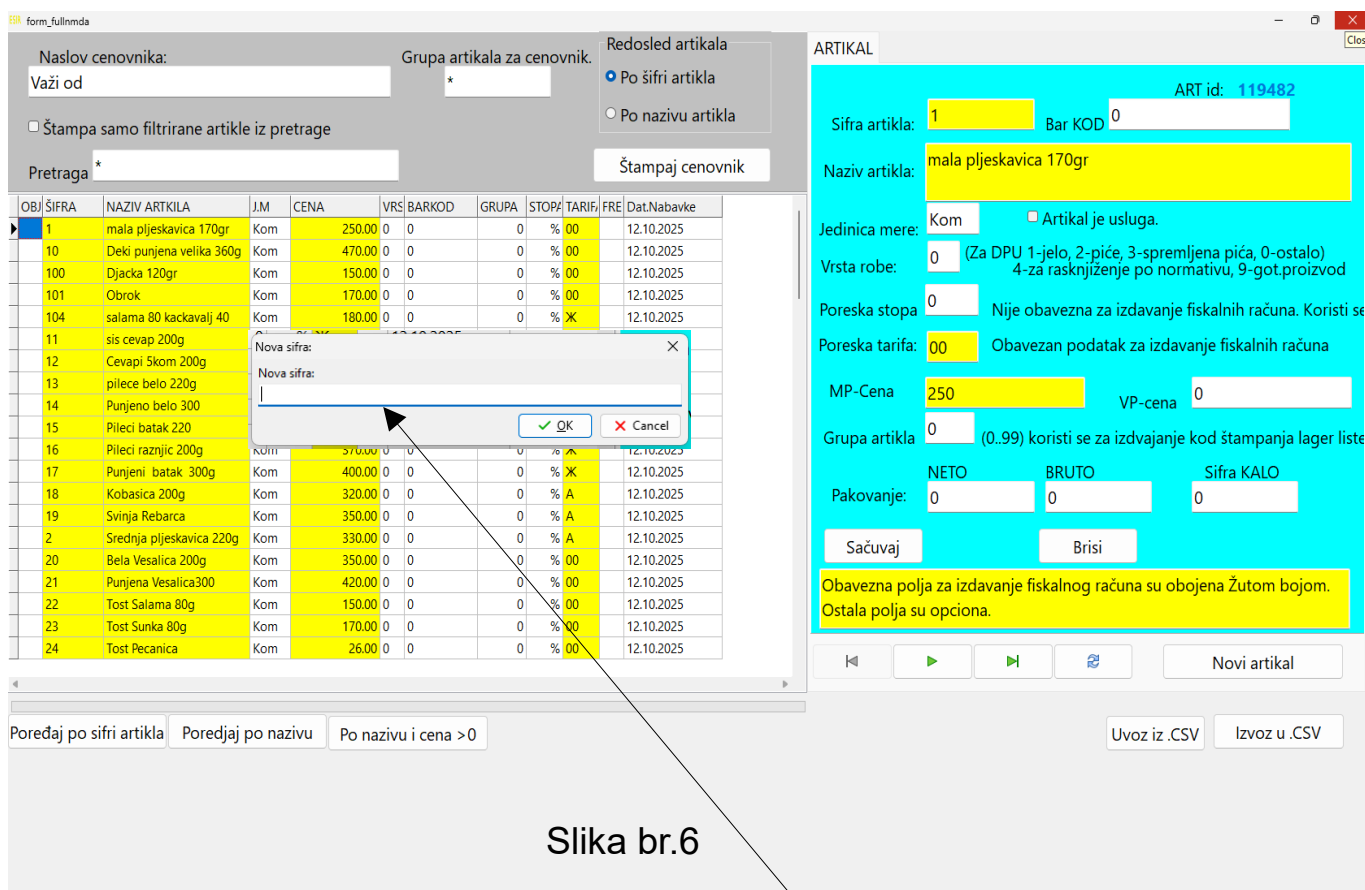 form_fullnmda
Clos
Naslov cenovnika:
Grupa artikala za cenovnik.
Redosled artikala
Važi od
*
Po šifri artikla
Po nazivu artikla
Štampa samo filtrirane artikle iz pretrage
Pretraga *
Štampaj cenovnik
OBJ ŠIFRA NAZIV ARTKILA J.M CENA VRS BARKOD GRUPA STOPA TARIFA FRE Dat.Nabavke
1 mala pljeskavica 170gr Kom 250.00 0 0 0 % 00 12.10.2025
10 Deki punjena velika 360g Kom 470.00 0 0 0 % 00 12.10.2025
100 Djacka 120gr Kom 150.00 0 0 0 % 00 12.10.2025
101 Obrok Kom 170.00 0 0 0 % 00 12.10.2025
104 salama 80 kackavalj 40 Kom 180.00 0 0 0 % Ж 12.10.2025
11 sis cevap 200g
12 Cevapi 5kom 200g
13 pilece belo 220g
14 Punjeno belo 300
15 Pileci batak 220
16 Pileci raznjic 200g Kom 370.00 0 0 0 % Ж 12.10.2025
17 Punjeni batak 300g Kom 400.00 0 0 0 % Ж 12.10.2025
18 Kobasica 200g Kom 320.00 0 0 0 % A 12.10.2025
19 Svinja Rebarca Kom 350.00 0 0 0 % A 12.10.2025
2 Srednja pljeskavica 220g Kom 330.00 0 0 0 % A 12.10.2025
20 Bela Vesalica 200g Kom 350.00 0 0 0 % 00 12.10.2025
21 Punjena Vesalica300 Kom 420.00 0 0 0 % 00 12.10.2025
22 Tost Salama 80g Kom 150.00 0 0 0 % 00 12.10.2025
23 Tost Sunka 80g Kom 170.00 0 0 0 % 00 12.10.2025
24 Tost Pecanica Kom 26.00 0 0 0 % 00 12.10.2025
Nova sifra:
Nova sifra:
OK Cancel
Poređaj po sifri artikla Poredjaj po nazivu Po nazivu i cena >0
ARTIKAL
ART id: 119482
Sifra artikla: 1 Bar KOD 0
Naziv artikla: mala pljeskavica 170gr
Jedinica mere: Kom Artikal je usluga.
Vrsta robe: 0 (Za DPU 1-jelo, 2-piće, 3-spremljena pića, 0-ostalo)
4-za rasknjiženje po normativu, 9-got.proizvod
Poreska stopa 0 Nije obavezna za izdavanje fiskalnih računa. Koristi se
Poreska tarifa: 00 Obavezan podatak za izdavanje fiskalnih računa
MP-Cena 250 VP-cena 0
Grupa artikla 0 (0..99) koristi se za izdvajanje kod štampanja lager liste
NETO BRUTO Sifra KALO
Pakovanje: 0 0 0
Sačuvaj Brisi
Obavezna polja za izdavanje fiskalnog računa su obojena Žutom bojom.
Ostala polja su opciona.
Novi artikal
Uvoz iz .CSV Izvoz u .CSV
Slika br.6